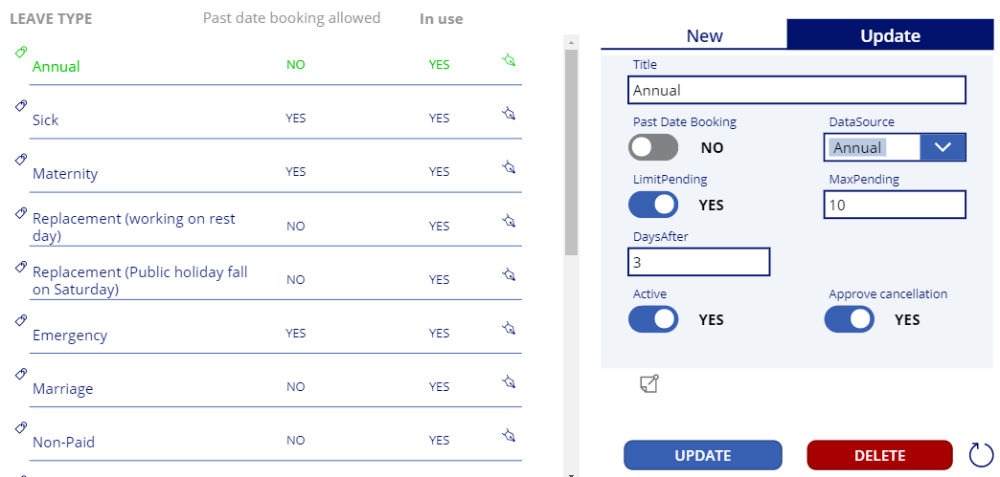 LEAVE TYPE Past date booking allowed In use
Annual NO YES
Sick YES YES
Maternity YES YES
Replacement (working on rest
day) NO YES
Replacement (Public holiday fall
on Saturday) NO YES
Emergency YES YES
Marriage NO YES
Non-Paid NO YES
New Update
Title
Annual
Past Date Booking DataSource
NO Annual
LimitPending MaxPending
YES 10
DaysAfter
3
Active Approve cancellation
YES YES
UPDATE DELETE